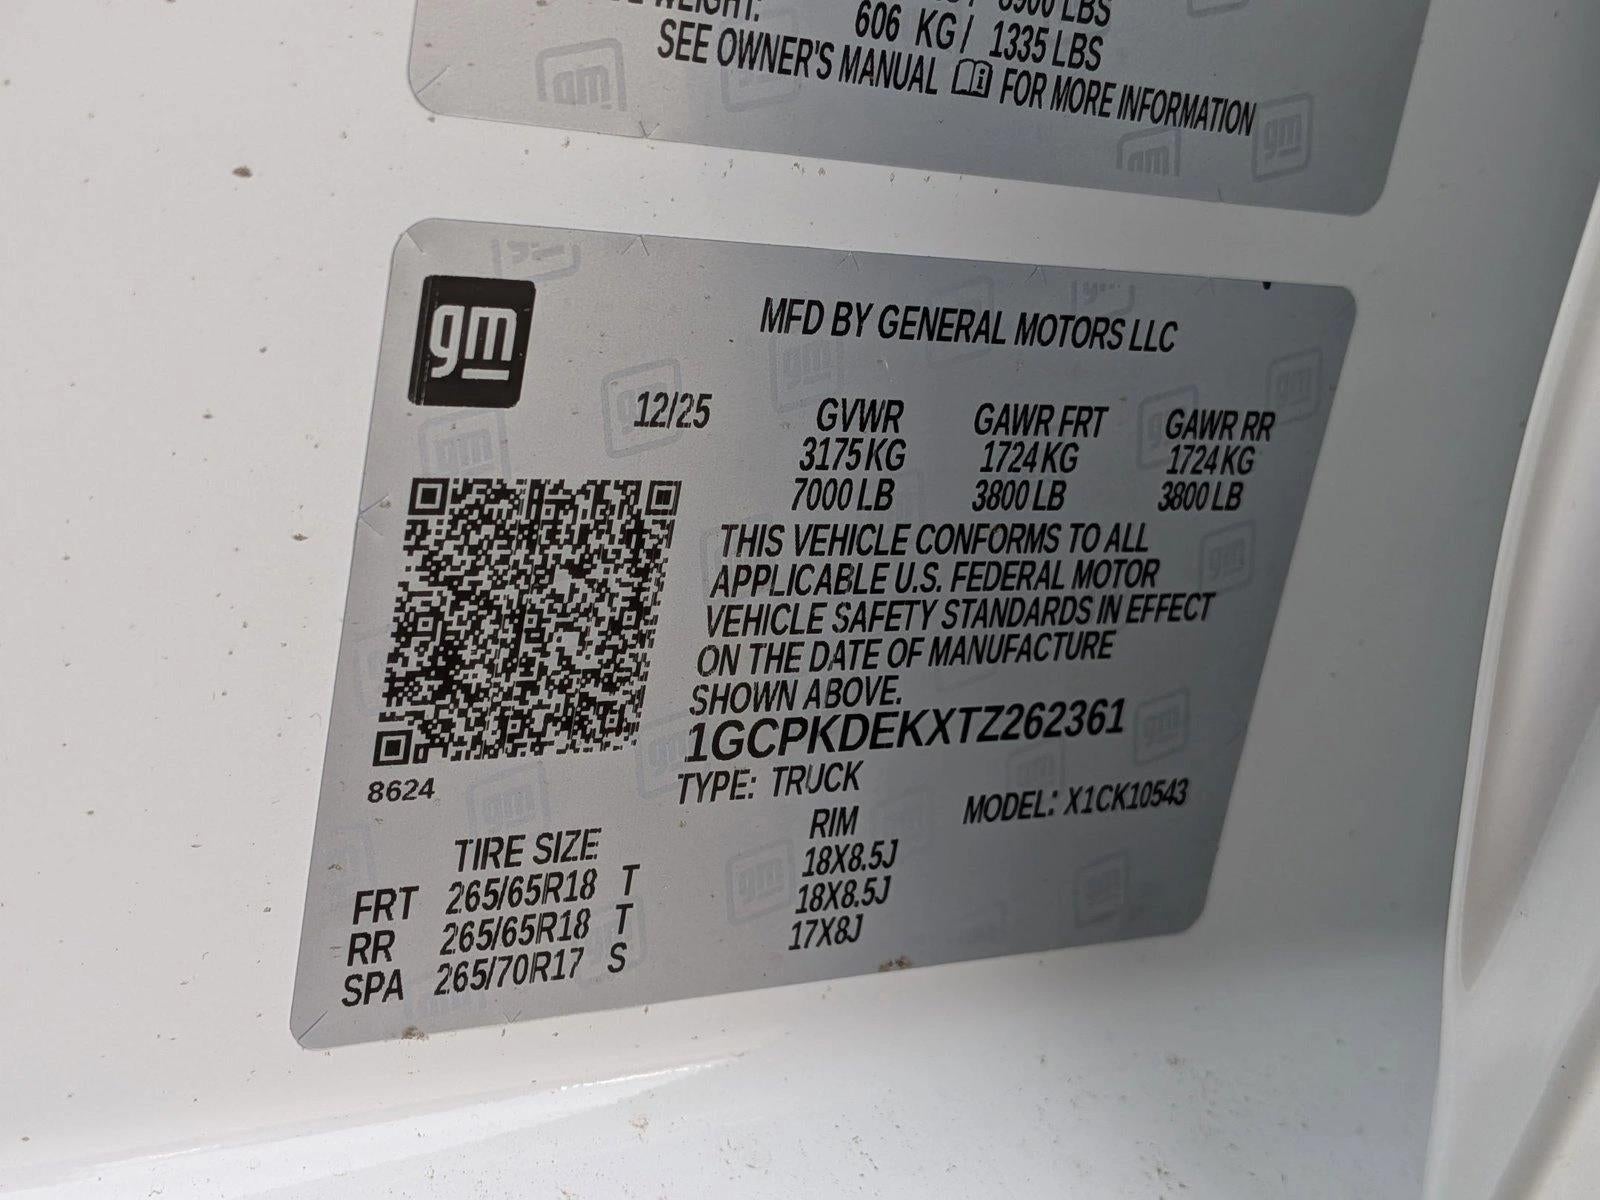 WEIGHT:
LBS
606 KG / 1335 LBS
SEE OWNER'S MANUAL FOR MORE INFORMATION
gm
MFD BY GENERAL MOTORS LLC
12/25 GVWR GAWR FRT GAWR RR
3175 KG 1724 KG 1724 KG
7000 LB 3800 LB 3800 LB
THIS VEHICLE CONFORMS TO ALL
APPLICABLE U.S. FEDERAL MOTOR
VEHICLE SAFETY STANDARDS IN EFFECT
ON THE DATE OF MANUFACTURE
SHOWN ABOVE.
1GCPKDEKXTZ262361
8624
TYPE: TRUCK MODEL: X1CK10543
TIRE SIZE RIM
FRT 265/65R18 T 18X8.5J
RR 265/65R18 T 18X8.5J
SPA 265/70R17 S 17X8J